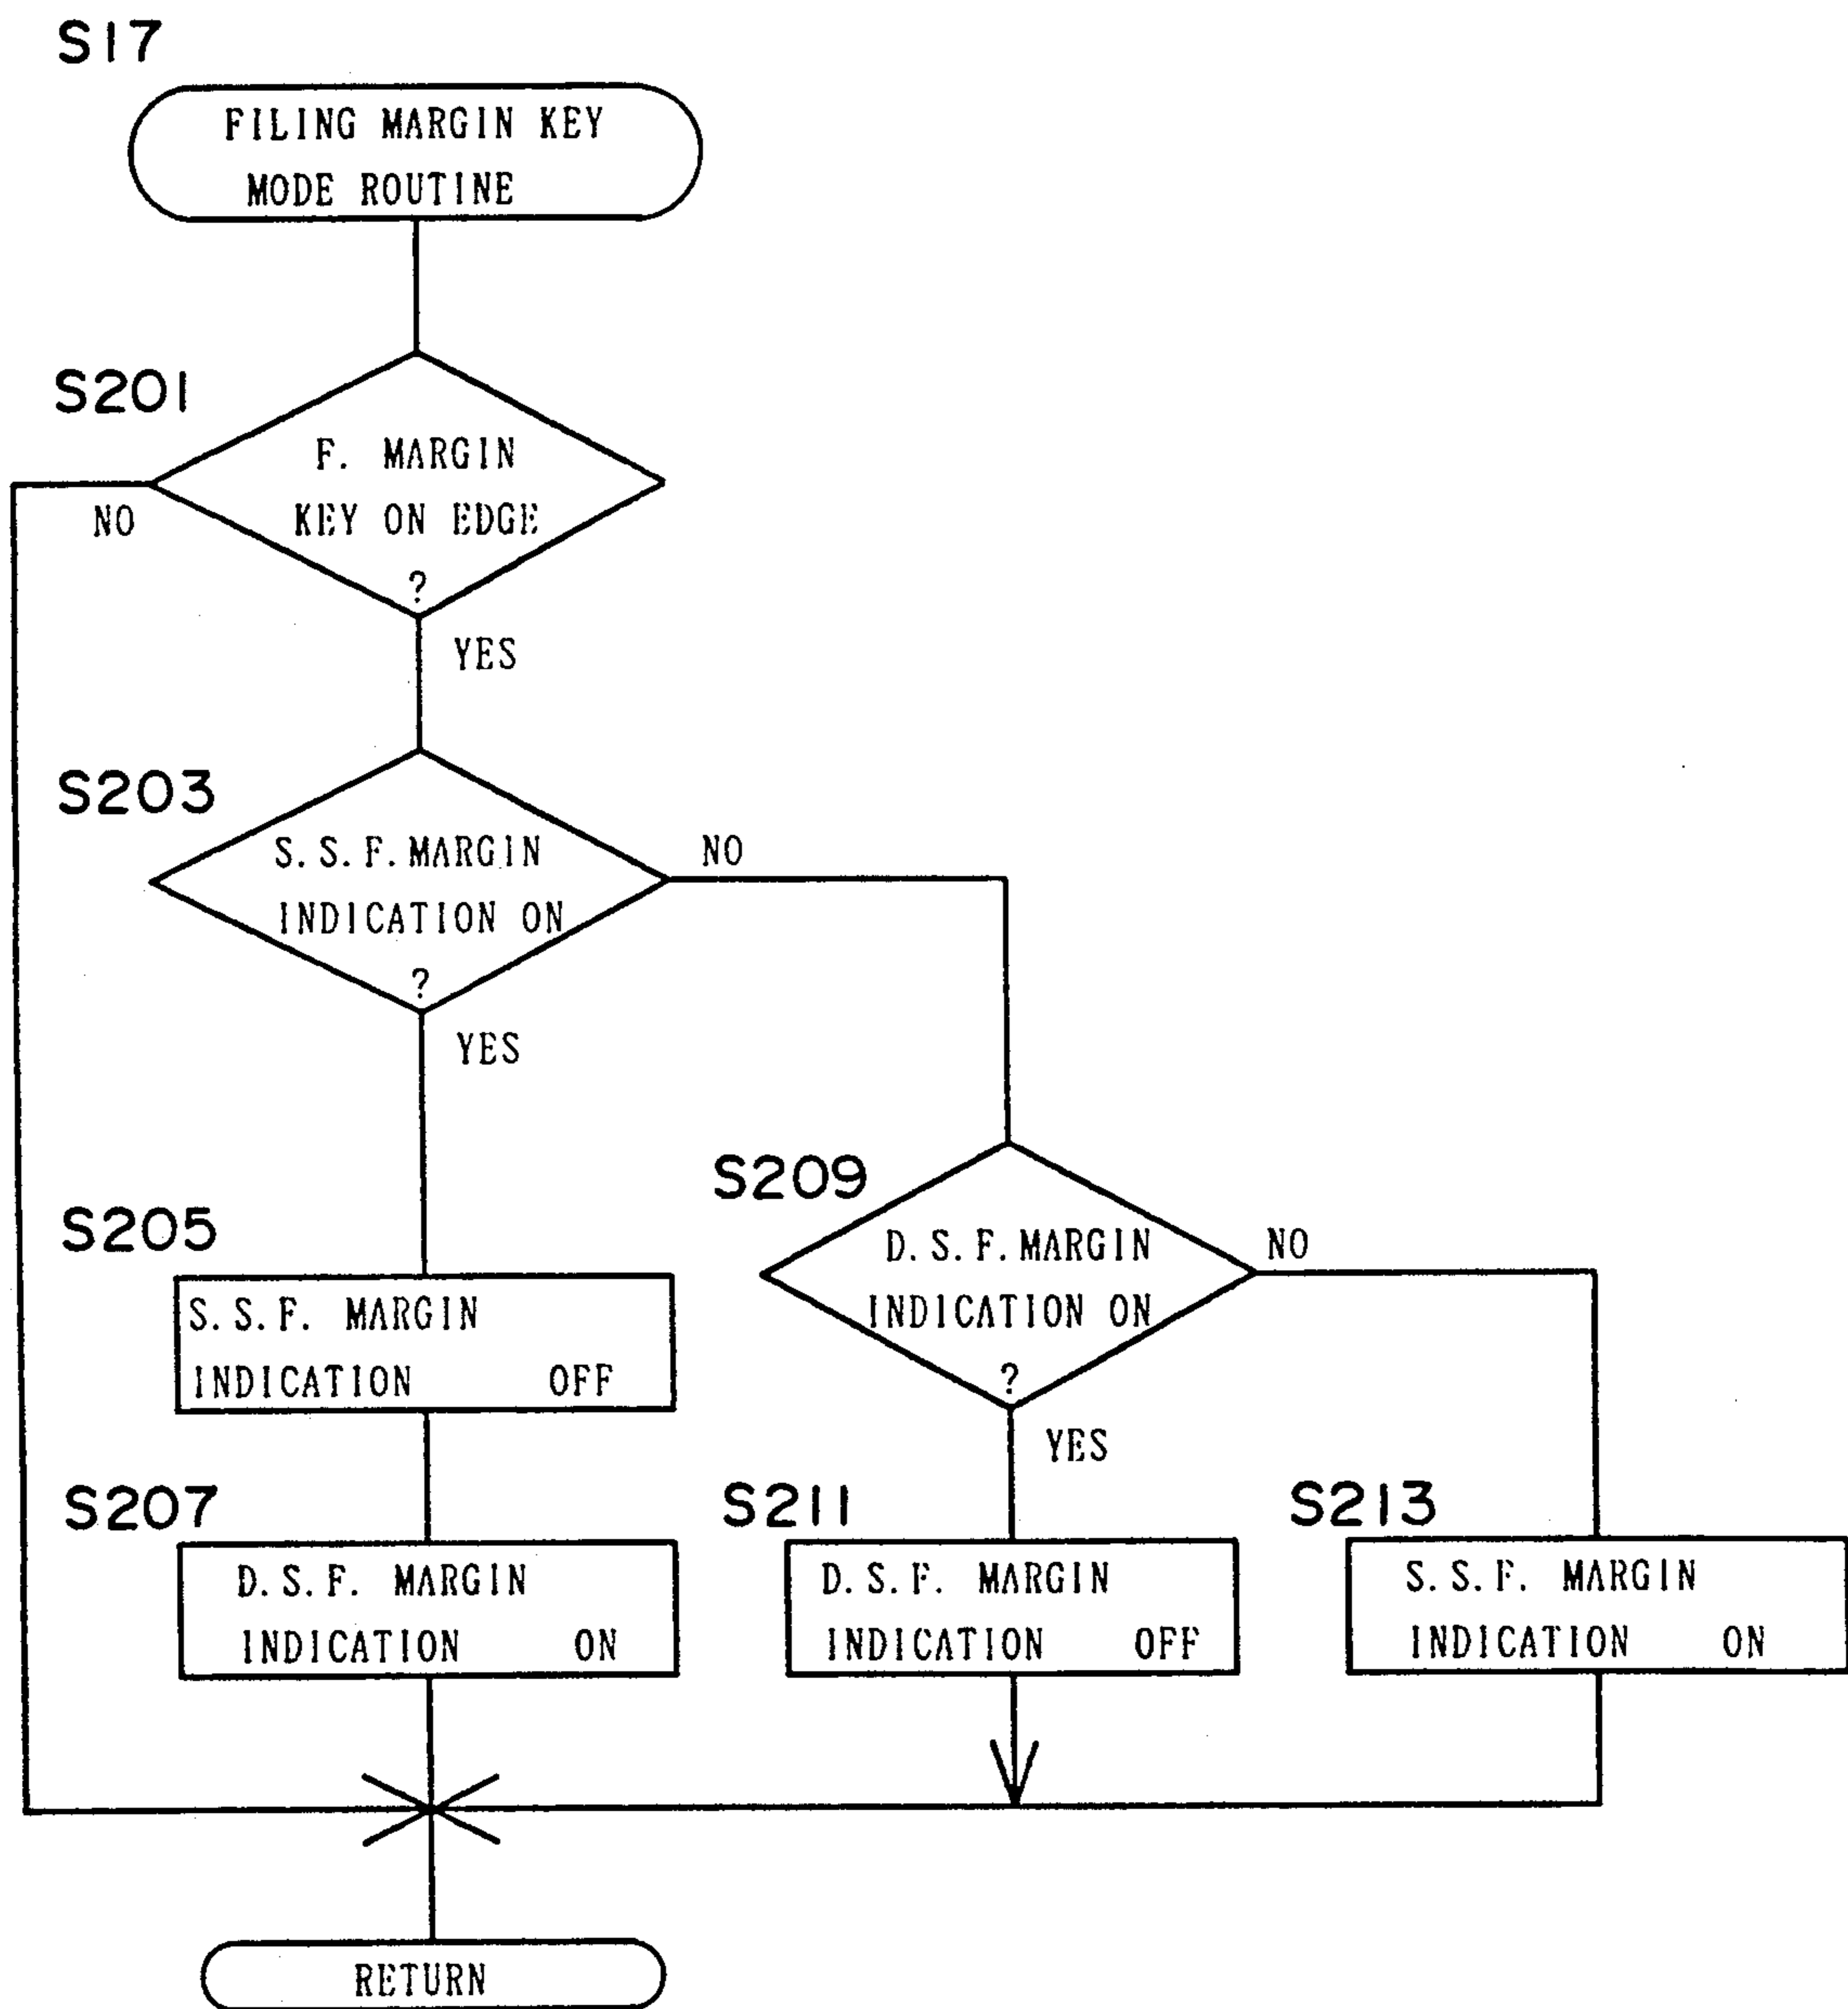 S17
FILING MARGIN KEY
MODE ROUTINE
S201
F. MARGIN
KEY ON EDGE
?
NO
YES
S203
S.S.F.MARGIN
INDICATION ON
?
NO
YES
S209
D.S.F.MARGIN
INDICATION ON
?
NO
YES
S205
S.S.F. MARGIN
INDICATION OFF
S207
D.S.F. MARGIN
INDICATION ON
S211
D.S.F. MARGIN
INDICATION OFF
S213
S.S.F. MARGIN
INDICATION ON
RETURN